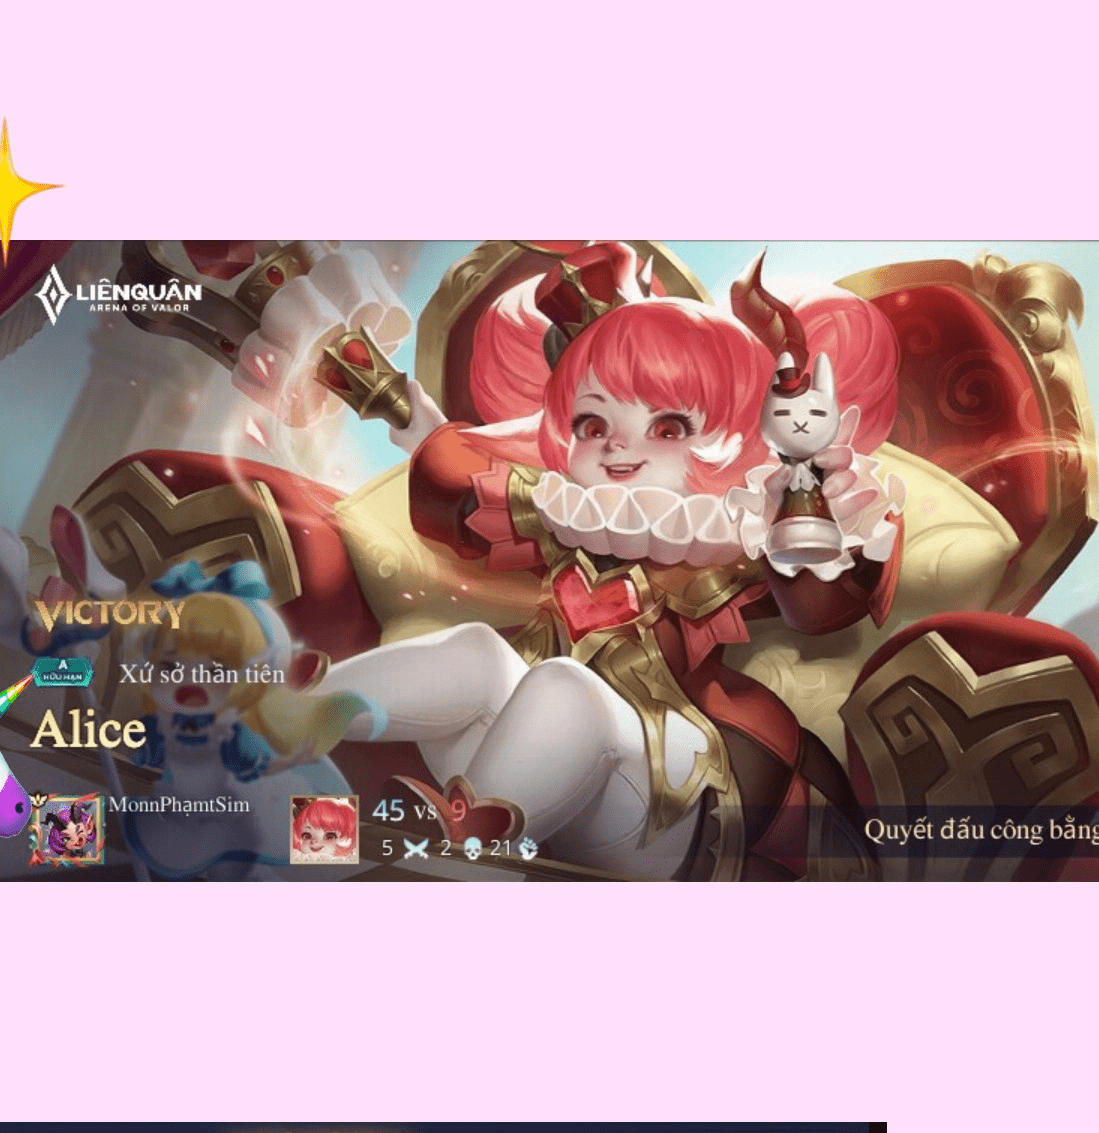 LIÊNQUÂN
ARENA OF VALOR
VICTORY
A
HỮU HẠN
Xứ sở thần tiên
Alice
MonnPhạmtSim
45 vs 9
5 2 21
Quyết đấu công bằng